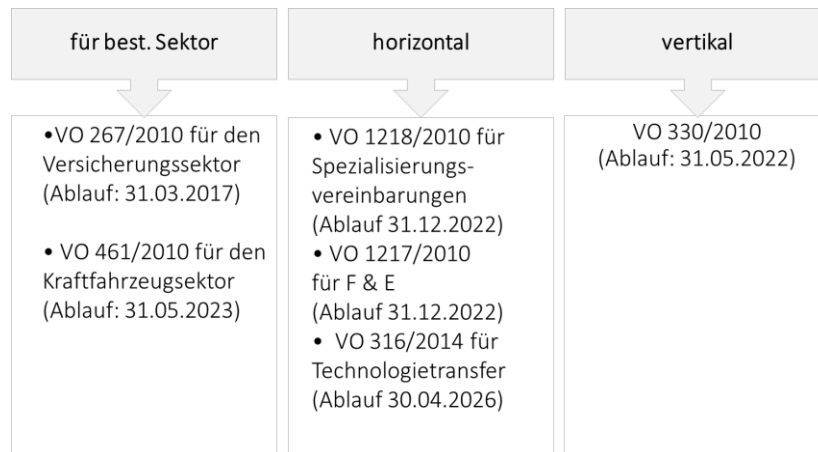 für best. Sektor
•VO 267/2010 für den
Versicherungssektor
(Ablauf: 31.03.2017)
• VO 461/2010 für den
Kraftfahrzeugsektor
(Ablauf: 31.05.2023)
horizontal
• VO 1218/2010 für
Spezialisierungs-
vereinbarungen
(Ablauf 31.12.2022)
• VO 1217/2010
für F & E
(Ablauf 31.12.2022)
• VO 316/2014 für
Technologietransfer
(Ablauf 30.04.2026)
vertikal
VO 330/2010
(Ablauf: 31.05.2022)